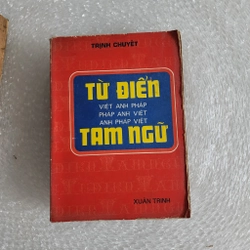 TRỊNH CHUYẾT
TỪ ĐIỂN
VIỆT ANH PHÁP
PHÁP ANH VIỆT
ANH PHÁP VIỆT
TAM NGỮ
XUÂN TRINH